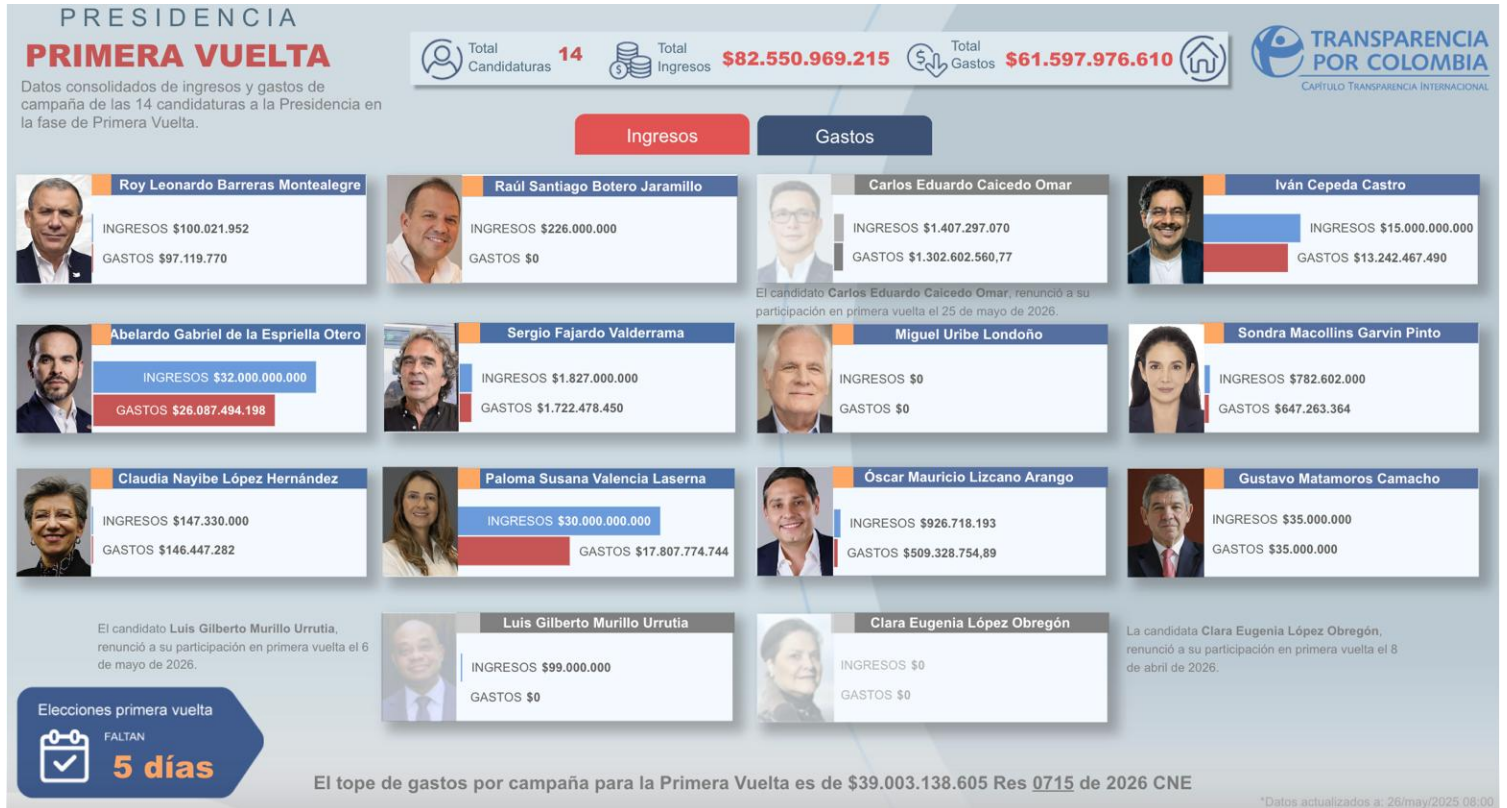 PRESIDENCIA
PRIMERA VUELTA
Datos consolidados de ingresos y gastos de
campaña de las 14 candidaturas a la Presidencia en
la fase de Primera Vuelta.
Total
Candidaturas 14
Total
Ingresos $82.550.969.215
Total
Gastos $61.597.976.610
TRANSPARENCIA
POR COLOMBIA
CAPÍTULO TRANSPARENCIA INTERNACIONAL
Ingresos
Gastos
Roy Leonardo Barreras Montealegre
INGRESOS $100.021.952
GASTOS $97.119.770
Raúl Santiago Botero Jaramillo
INGRESOS $226.000.000
GASTOS $0
Carlos Eduardo Caicedo Omar
INGRESOS $1.407.297.070
GASTOS $1.302.602.560,77
El candidato Carlos Eduardo Caicedo Omar, renunció a su
participación en primera vuelta el 25 de mayo de 2026.
Iván Cepeda Castro
INGRESOS $15.000.000.000
GASTOS $13.242.467.490
Abelardo Gabriel de la Espriella Otero
INGRESOS $32.000.000.000
GASTOS $26.087.494.198
Sergio Fajardo Valderrama
INGRESOS $1.827.000.000
GASTOS $1.722.478.450
Miguel Uribe Londoño
INGRESOS $0
GASTOS $0
Sondra Macollins Garvin Pinto
INGRESOS $782.602.000
GASTOS $647.263.364
Claudia Nayibe López Hernández
INGRESOS $147.330.000
GASTOS $146.447.282
Paloma Susana Valencia Laserna
INGRESOS $30.000.000.000
GASTOS $17.807.774.744
Óscar Mauricio Lizcano Arango
INGRESOS $926.718.193
GASTOS $509.328.754,89
Gustavo Matamoros Camacho
INGRESOS $35.000.000
GASTOS $35.000.000
El candidato Luis Gilberto Murillo Urrutia,
renunció a su participación en primera vuelta el 6
de mayo de 2026.
Luis Gilberto Murillo Urrutia
INGRESOS $99.000.000
GASTOS $0
Clara Eugenia López Obregón
INGRESOS $0
GASTOS $0
La candidata Clara Eugenia López Obregón,
renunció a su participación en primera vuelta el 8
de abril de 2026.
Elecciones primera vuelta
FALTAN
5 días
El tope de gastos por campaña para la Primera Vuelta es de $39.003.138.605 Res 0715 de 2026 CNE
*Datos actualizados a: 26/may/2025 08:00